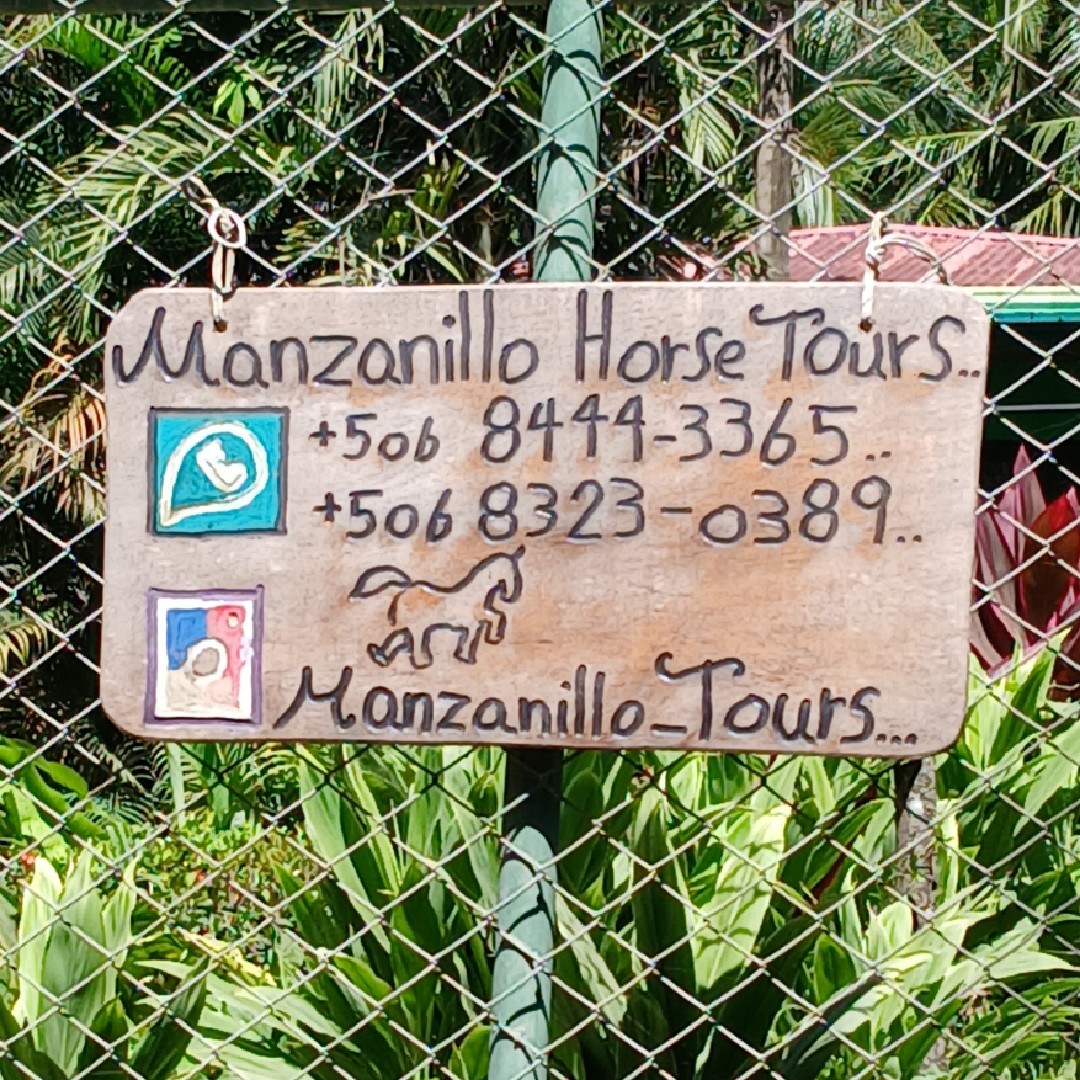 Manzanillo Horse Tours..
+506 8444-3365..
+506 8323-0389..
Manzanillo_Tours...